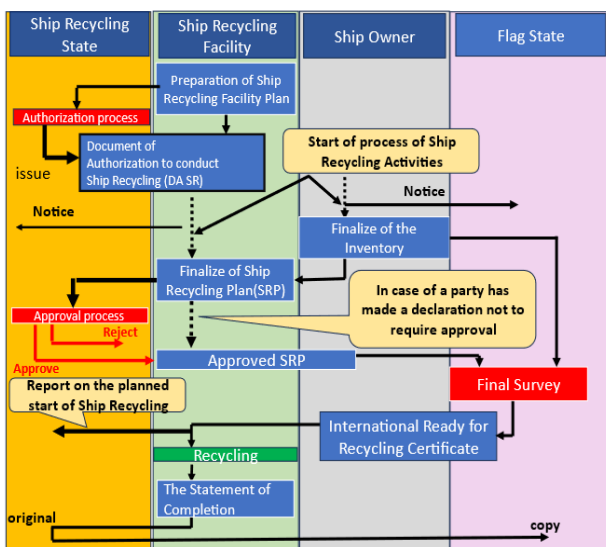 Ship Recycling
State
Ship Recycling
Facility
Ship Owner
Flag State
Preparation of Ship
Recycling Facility Plan
Authorization process
Document of
Authorization to conduct
Ship Recycling (DA SR)
issue
Start of process of Ship
Recycling Activities
Notice
Notice
Finalize of the
Inventory
Finalize of Ship
Recycling Plan(SRP)
In case of a party has
made a declaration not to
require approval
Approval process
Reject
Approve
Approved SRP
Final Survey
Report on the planned
start of Ship Recycling
International Ready for
Recycling Certificate
Recycling
The Statement of
Completion
original
copy